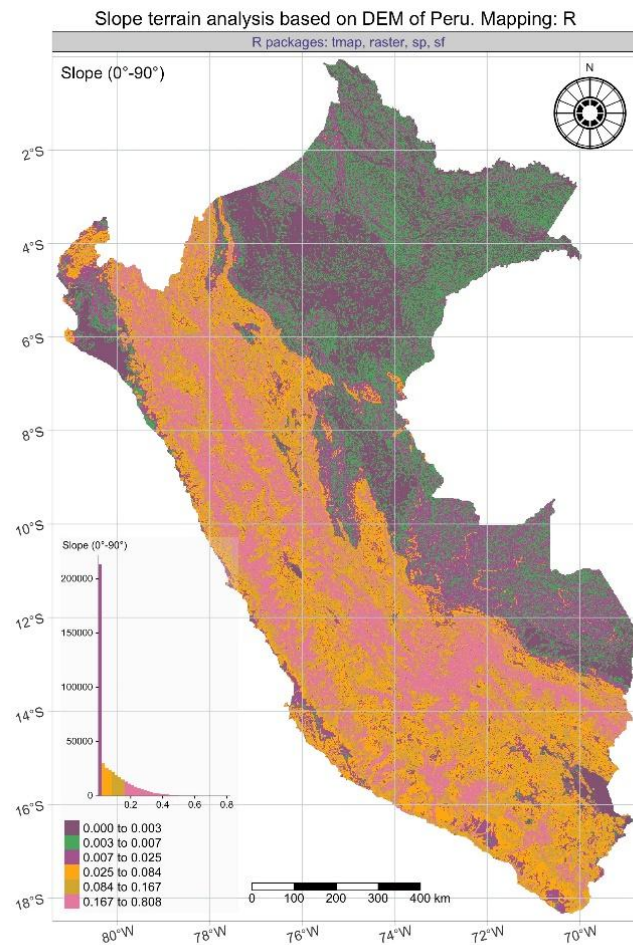 Slope terrain analysis based on DEM of Peru. Mapping: R
R packages: tmap, raster, sp, sf
Slope (0°-90°)
N
2°S
4°S
6°S
8°S
10°S
12°S
14°S
16°S
18°S
Slope (0°-90°)
200000
150000
100000
50000
0
0.2 0.4 0.6 0.8
0.000 to 0.003
0.003 to 0.007
0.007 to 0.025
0.025 to 0.084
0.084 to 0.167
0.167 to 0.808
0 100 200 300 400 km
80°W 78°W 76°W 74°W 72°W 70°W